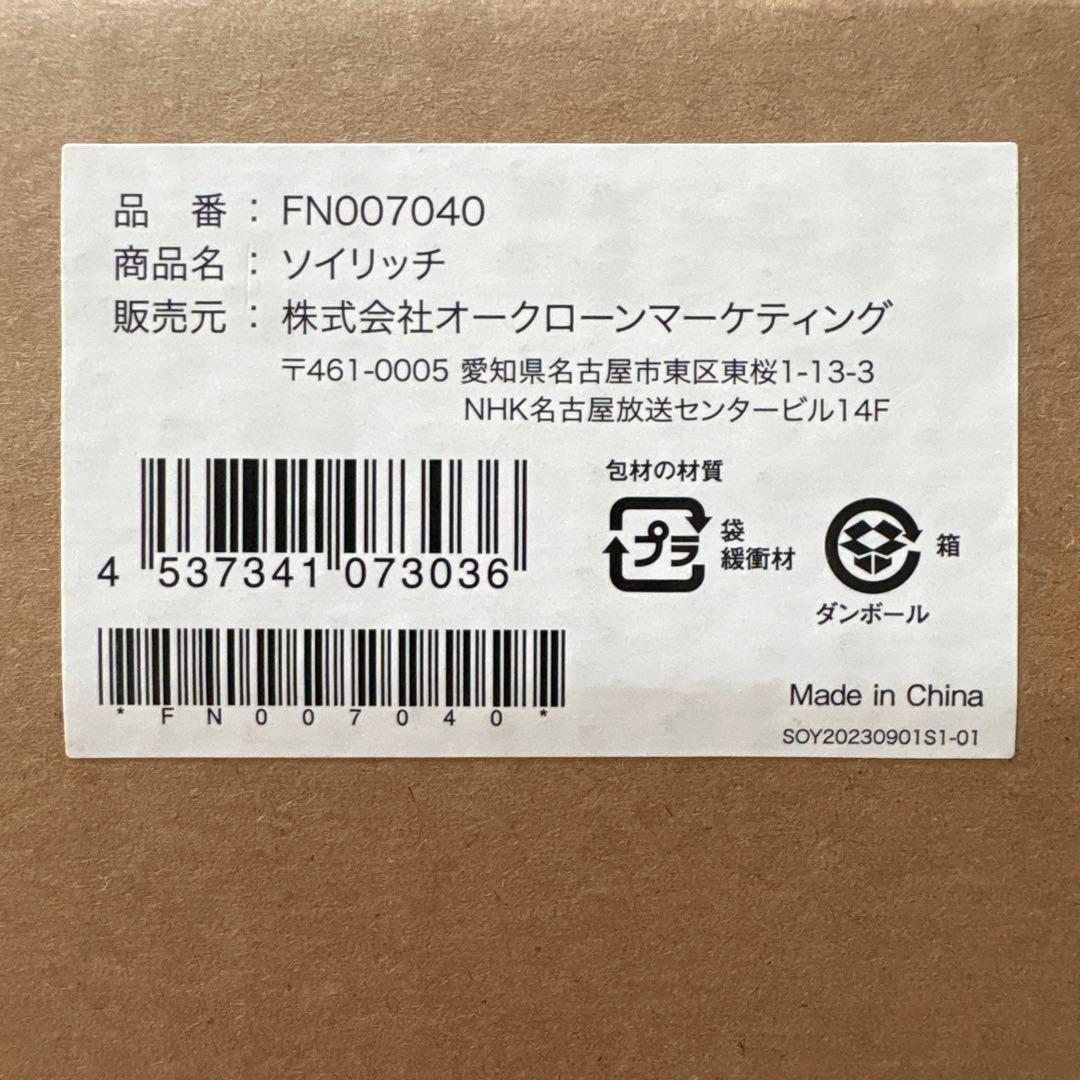 品 番 : FN007040
商品名 : ソイリッチ
販売元 : 株式会社オークローンマーケティング
〒461-0005 愛知県名古屋市東区東桜1-13-3
NHK名古屋放送センタービル14F
4 537341 073036
*FN007040*
包材の材質
プラ 袋
緩衝材
箱
ダンボール
Made in China
SOY20230901S1-01